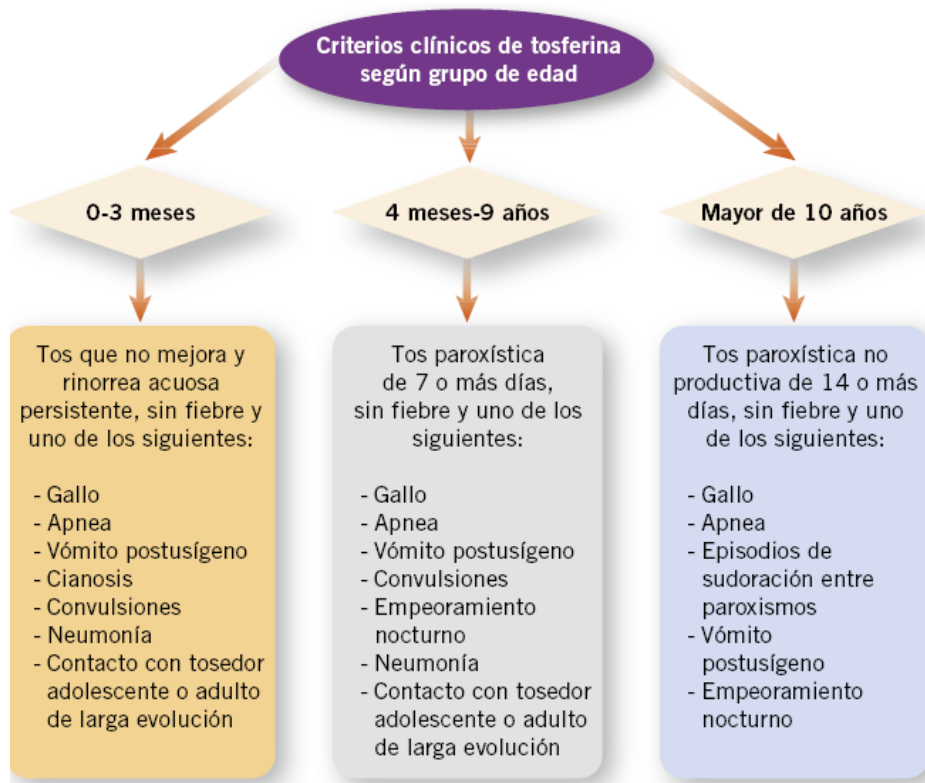 Criterios clínicos de tosferina
según grupo de edad
0-3 meses
4 meses-9 años
Mayor de 10 años
Tos que no mejora y
rinorrea acuosa
persistente, sin fiebre y
uno de los siguientes:
- Gallo
- Apnea
- Vómito postusígeno
- Cianosis
- Convulsiones
- Neumonía
- Contacto con tosedor
adolescente o adulto
de larga evolución
Tos paroxística
de 7 o más días,
sin fiebre y uno de los
siguientes:
- Gallo
- Apnea
- Vómito postusígeno
- Convulsiones
- Empeoramiento
nocturno
- Neumonía
- Contacto con tosedor
adolescente o adulto
de larga evolución
Tos paroxística no
productiva de 14 o más
días, sin fiebre y uno
de los siguientes:
- Gallo
- Apnea
- Episodios de
sudoración entre
paroxismos
- Vómito
postusígeno
- Empeoramiento
nocturno